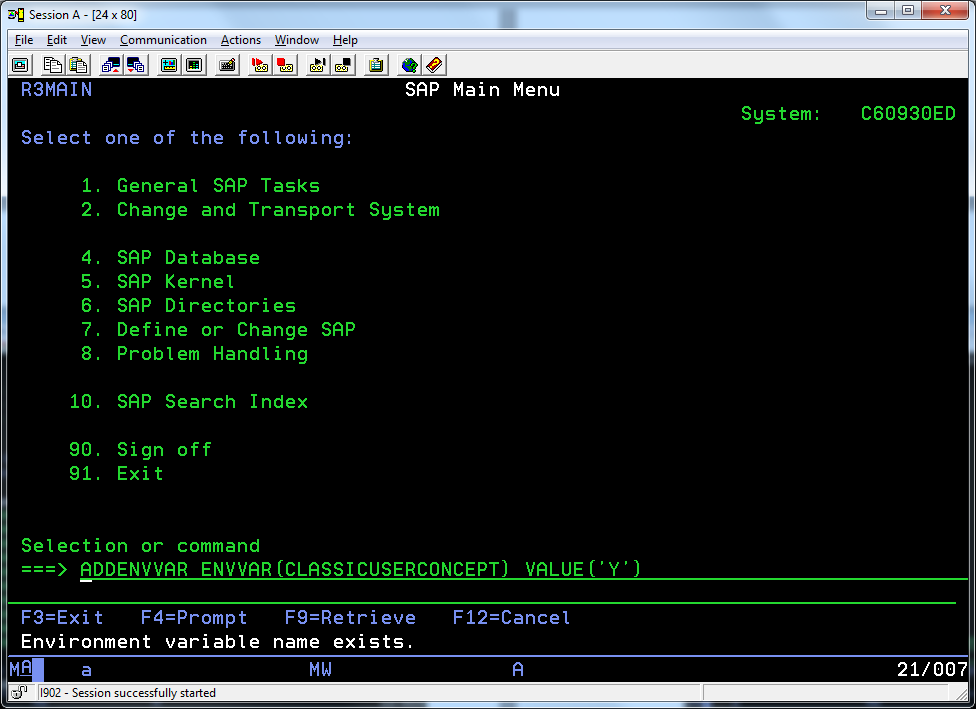 Session A - [24 x 80]
File Edit View Communication Actions Window Help
R3MAIN SAP Main Menu
System: C60930ED
Select one of the following:
1. General SAP Tasks
2. Change and Transport System
4. SAP Database
5. SAP Kernel
6. SAP Directories
7. Define or Change SAP
8. Problem Handling
10. SAP Search Index
90. Sign off
91. Exit
Selection or command
===> ADDENVVAR ENVVAR(CLASSICUSERCONCEPT) VALUE('Y')
F3=Exit F4=Prompt F9=Retrieve F12=Cancel
Environment variable name exists.
MA a MW A 21/007
I902 - Session successfully started